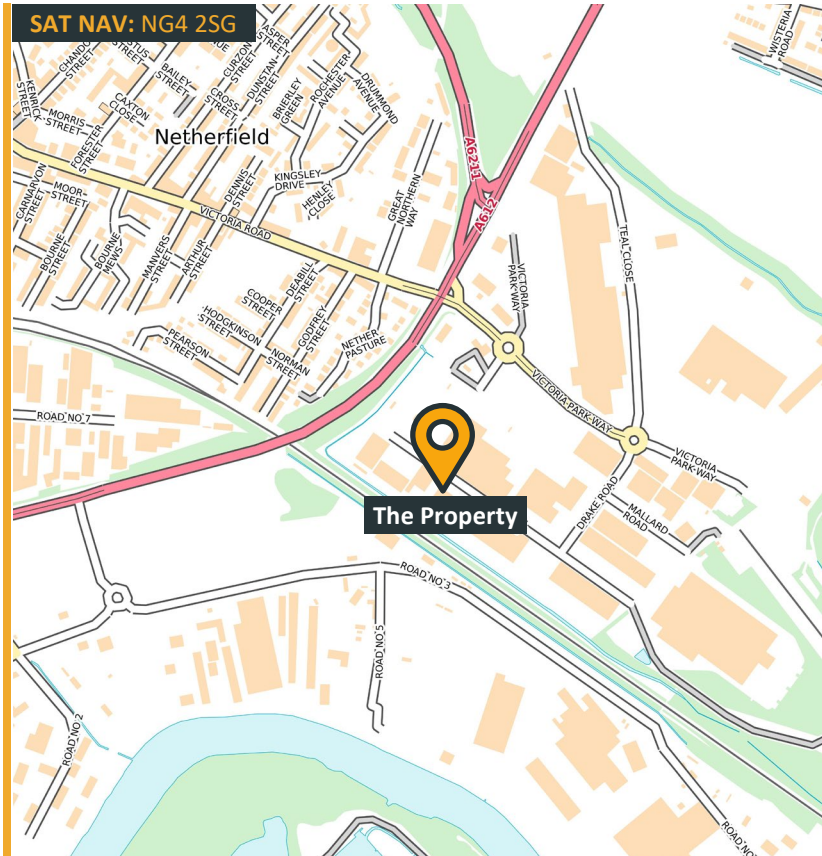 SAT NAV: NG4 2SG
CHANDOS
STREET
BAILEY
STREET
CURZON
STREET
JASPER
STREET
DUNSTAN
STREET
CROSS
STREET
KENRICK
STREET
MORRIS
STREET
CAXTON
CLOSE
FORESTER
STREET
BRIERLEY
GREEN
ROCHESTER
AVENUE
DRUMMOND
AVENUE
WISTERIA
ROAD
Netherfield
CARNARVON
STREET
MOOR
STREET
BOURNE
STREET
BOURNE
MEWS
MANVERS
STREET
ARTHUR
STREET
DENNIS
STREET
KINGSLEY
DRIVE
HENLEY
CLOSE
VICTORIA ROAD
GREAT
NORTHERN
WAY
A6211
A612
TEAL CLOSE
VICTORIA
PARK WAY
COOPER
STREET
DEABILL
STREET
HODGKINSON
STREET
GODFREY
STREET
NORMAN
STREET
PEARSON
STREET
NETHER
PASTURE
VICTORIA PARK WAY
ROAD NO 7
VICTORIA
PARK WAY
DRAKE ROAD
MALLARD
ROAD
The Property
ROAD NO 3
ROAD NO 5
ROAD NO 2
ROAD NO